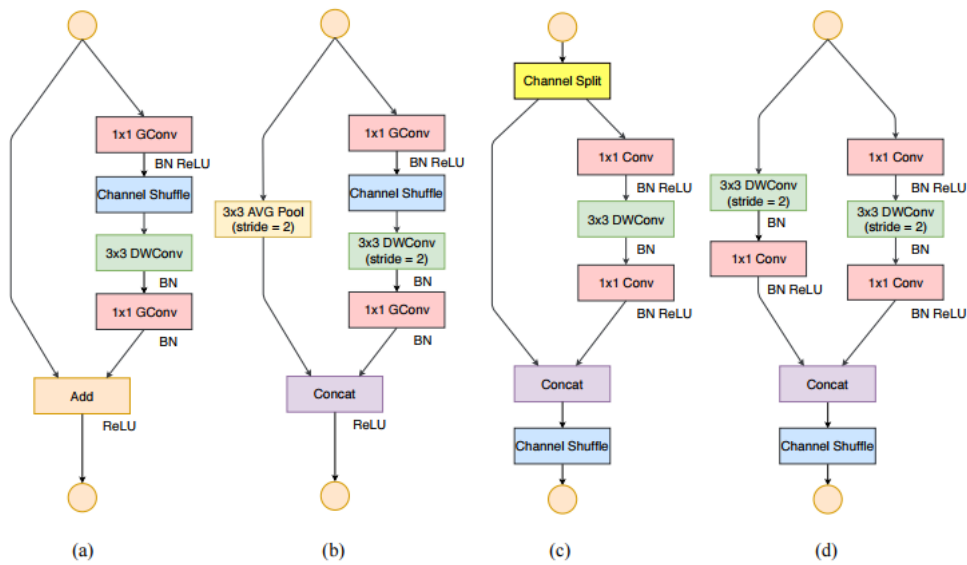 1x1 GConv
BN ReLU
Channel Shuffle
3x3 DWConv
BN
1x1 GConv
BN
Add
ReLU
(a)
1x1 GConv
BN ReLU
Channel Shuffle
3x3 AVG Pool
(stride = 2)
3x3 DWConv
(stride = 2)
BN
1x1 GConv
BN
Concat
ReLU
(b)
Channel Split
1x1 Conv
BN ReLU
3x3 DWConv
BN
1x1 Conv
BN ReLU
Concat
Channel Shuffle
(c)
3x3 DWConv
(stride = 2)
BN
1x1 Conv
BN ReLU
1x1 Conv
BN ReLU
3x3 DWConv
(stride = 2)
BN
1x1 Conv
BN ReLU
Concat
Channel Shuffle
(d)